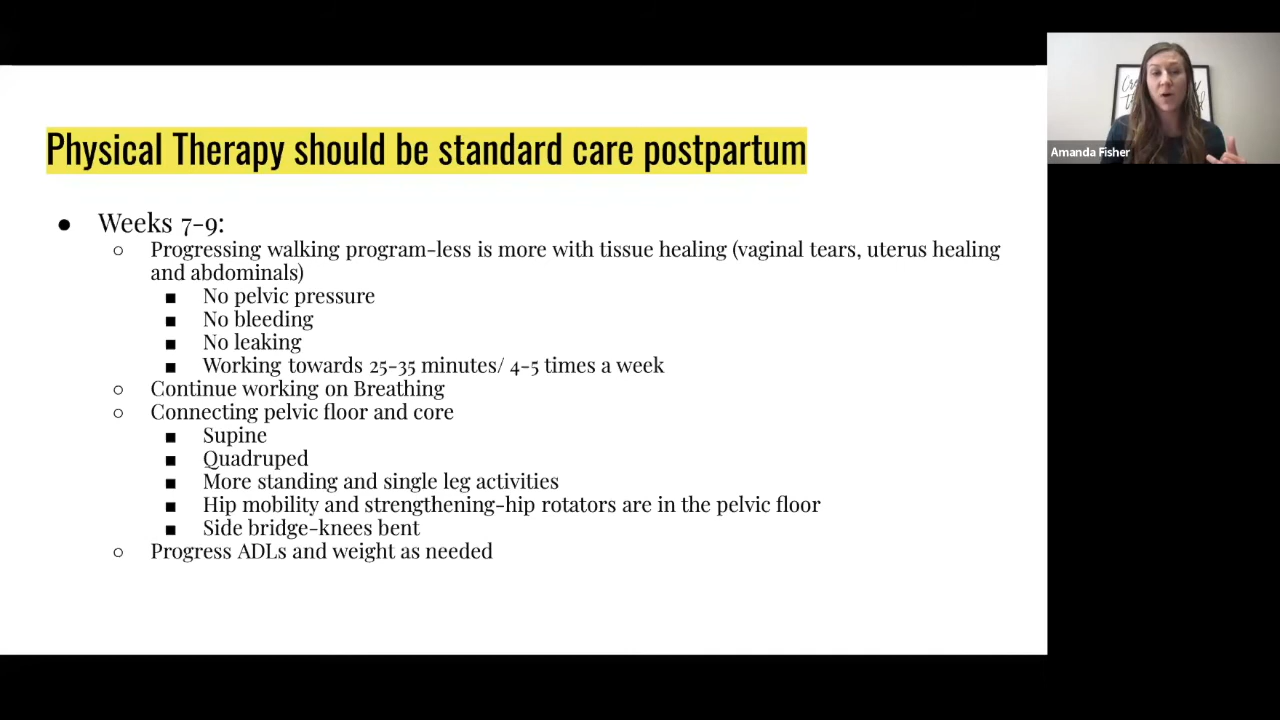 Physical Therapy should be standard care postpartum
● Weeks 7-9:
○ Progressing walking program-less is more with tissue healing (vaginal tears, uterus healing
and abdominals)
■ No pelvic pressure
■ No bleeding
■ No leaking
■ Working towards 25-35 minutes/ 4-5 times a week
○ Continue working on Breathing
○ Connecting pelvic floor and core
■ Supine
■ Quadruped
■ More standing and single leg activities
■ Hip mobility and strengthening-hip rotators are in the pelvic floor
■ Side bridge-knees bent
○ Progress ADLs and weight as needed
Amanda Fisher